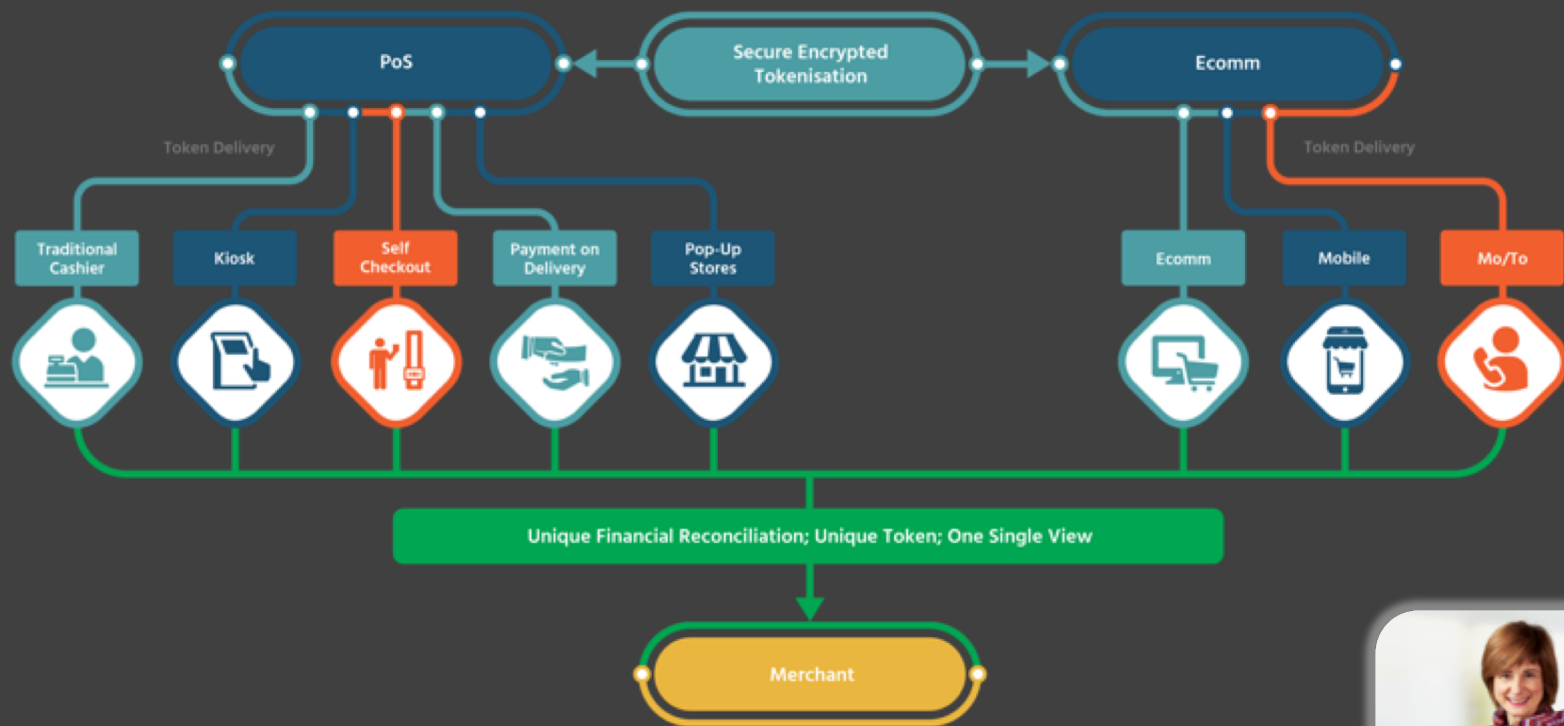 PoS
Secure Encrypted
Tokenisation
Ecomm
Token Delivery
Token Delivery
Traditional
Cashier
Kiosk
Self
Checkout
Payment on
Delivery
Pop-Up
Stores
Ecomm
Mobile
Mo/To
Unique Financial Reconciliation; Unique Token; One Single View
Merchant